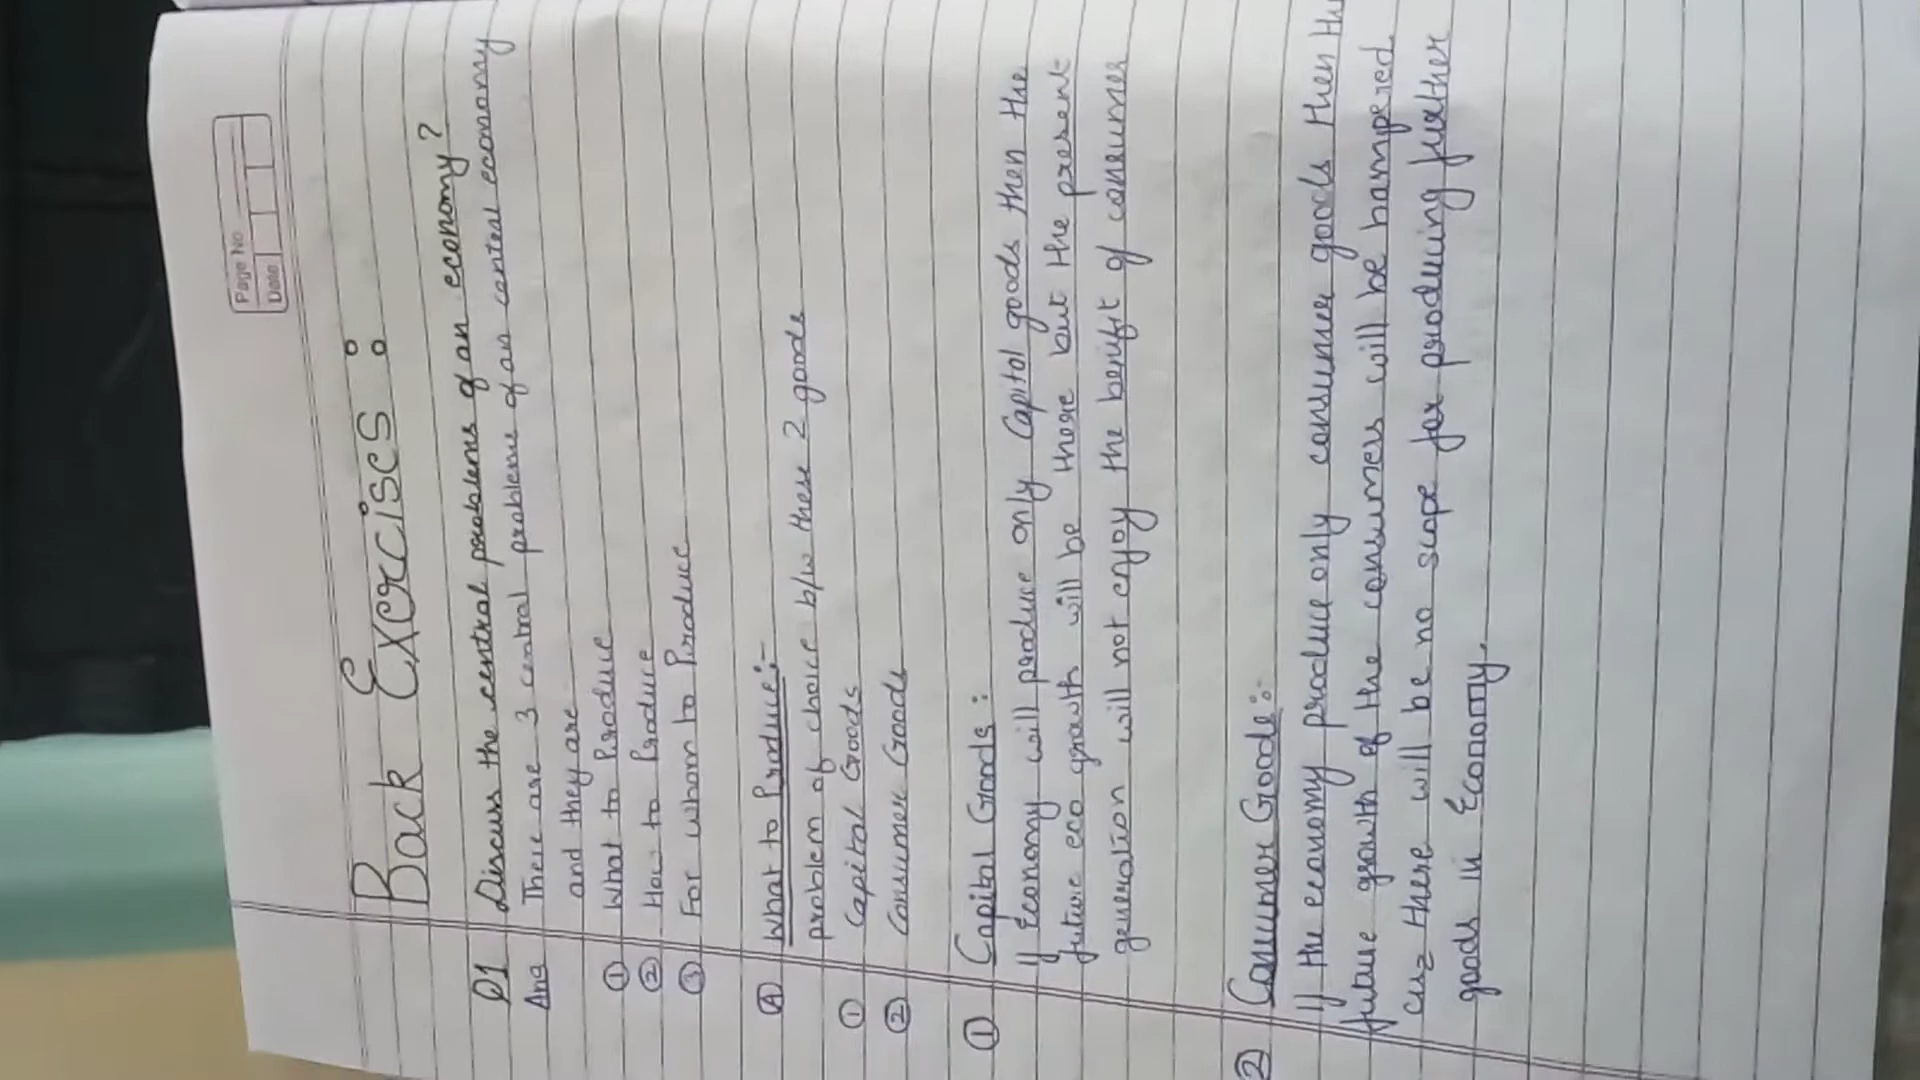 Page No
Date
Back Exercises :
Q1 Discuss the central problems of an economy?
Ans There are 3 central problems of an central economy
and they are
① What to Produce
② How to Produce
③ For whom to Produce
Ⓐ What to Produce:-
problem of choice b/w these 2 goods
① Capital Goods
② Consumer Goods
① Capital Goods :
If Economy will produce only Capital goods then the
future eco growth will be there but the present
generation will not enjoy the benifit of consumer
② Consumer Goods:-
If the economy produce only consumer goods then the
future growth of the consumers will be hampered
cuz there will be no scope for producing further
goods in Economy.